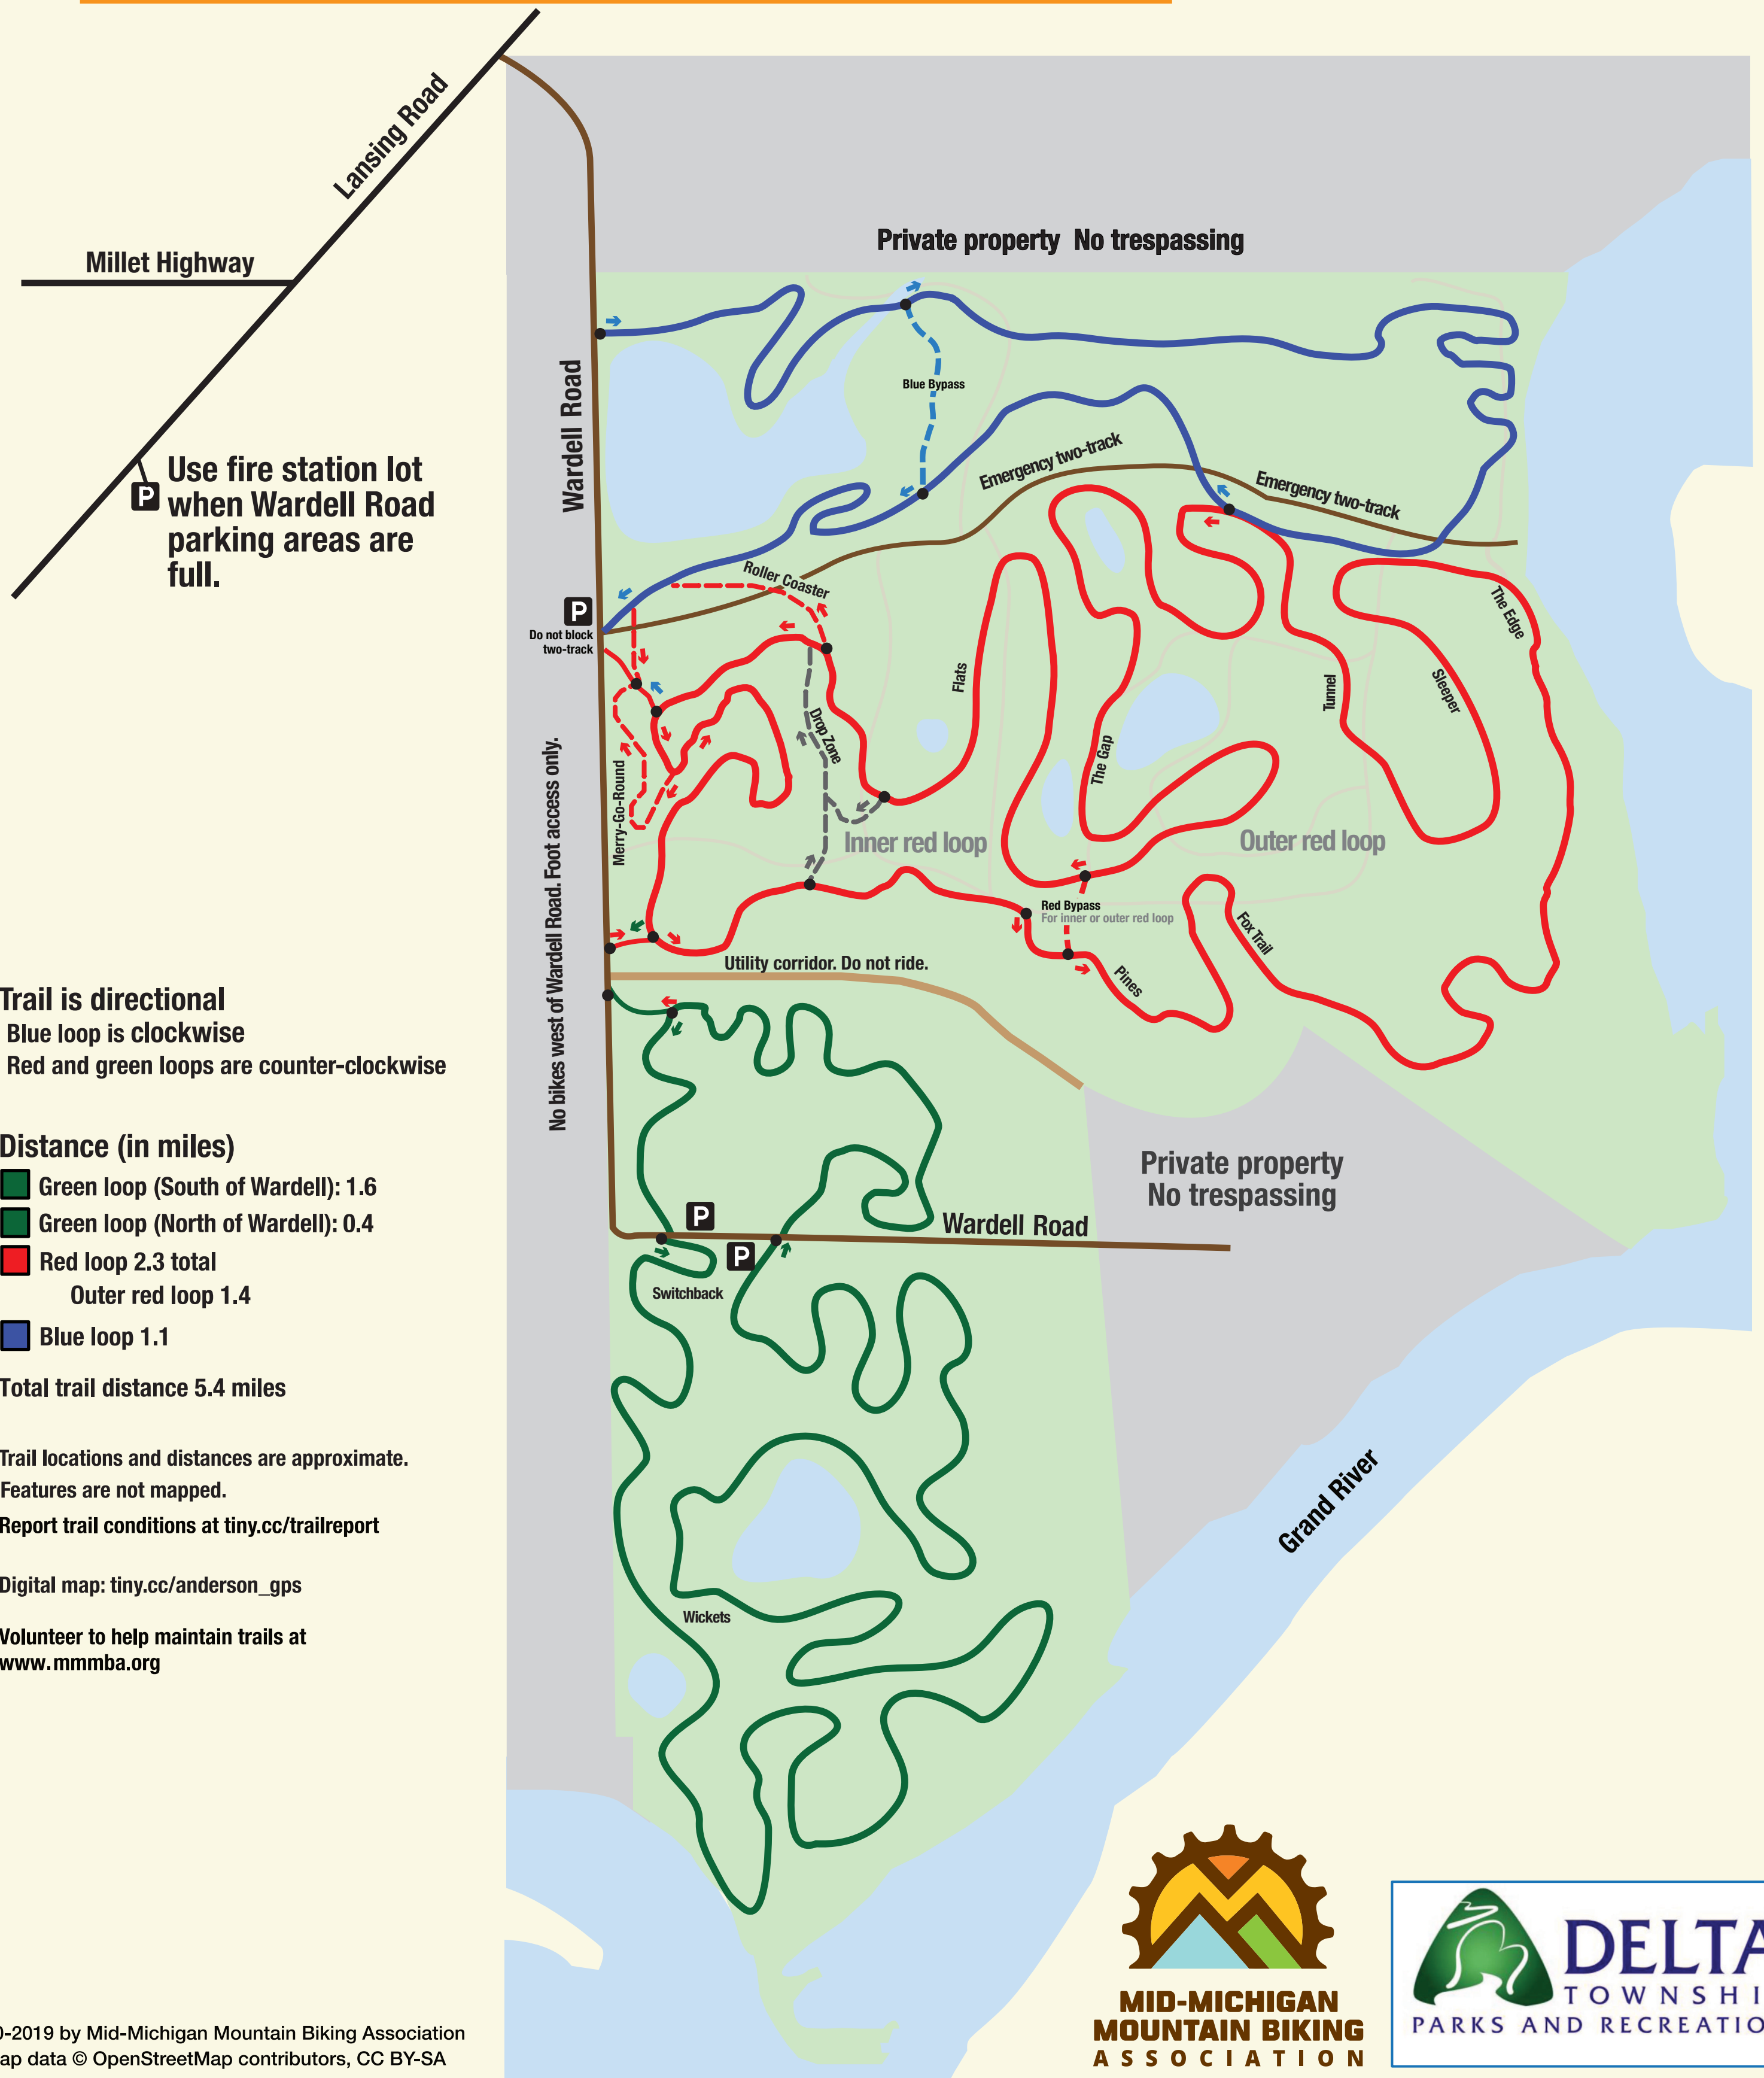 Lansing Road
Millet Highway
Private property No trespassing
Wardell Road
Blue Bypass
Emergency two-track
Emergency two-track
P
Use fire station lot
when Wardell Road
parking areas are
full.
Roller Coaster
P
Do not block
two-track
The Edge
Flats
Tunnel
Sleeper
Drop Zone
The Gap
Merry-Go-Round
Inner red loop
Outer red loop
No bikes west of Wardell Road. Foot access only.
Red Bypass
For inner or outer red loop
Fox Trail
Utility corridor. Do not ride.
Pines
Trail is directional
Blue loop is clockwise
Red and green loops are counter-clockwise
Distance (in miles)
Green loop (South of Wardell): 1.6
Green loop (North of Wardell): 0.4
Red loop 2.3 total
Outer red loop 1.4
Blue loop 1.1
Total trail distance 5.4 miles
Private property
No trespassing
P
Wardell Road
P
Switchback
Trail locations and distances are approximate.
Features are not mapped.
Report trail conditions at tiny.cc/trailreport
Digital map: tiny.cc/anderson_gps
Volunteer to help maintain trails at
www.mmmba.org
Grand River
Wickets
MID-MICHIGAN
MOUNTAIN BIKING
ASSOCIATION
DELTA
TOWNSHI
PARKS AND RECREATIO
0-2019 by Mid-Michigan Mountain Biking Association
ap data © OpenStreetMap contributors, CC BY-SA